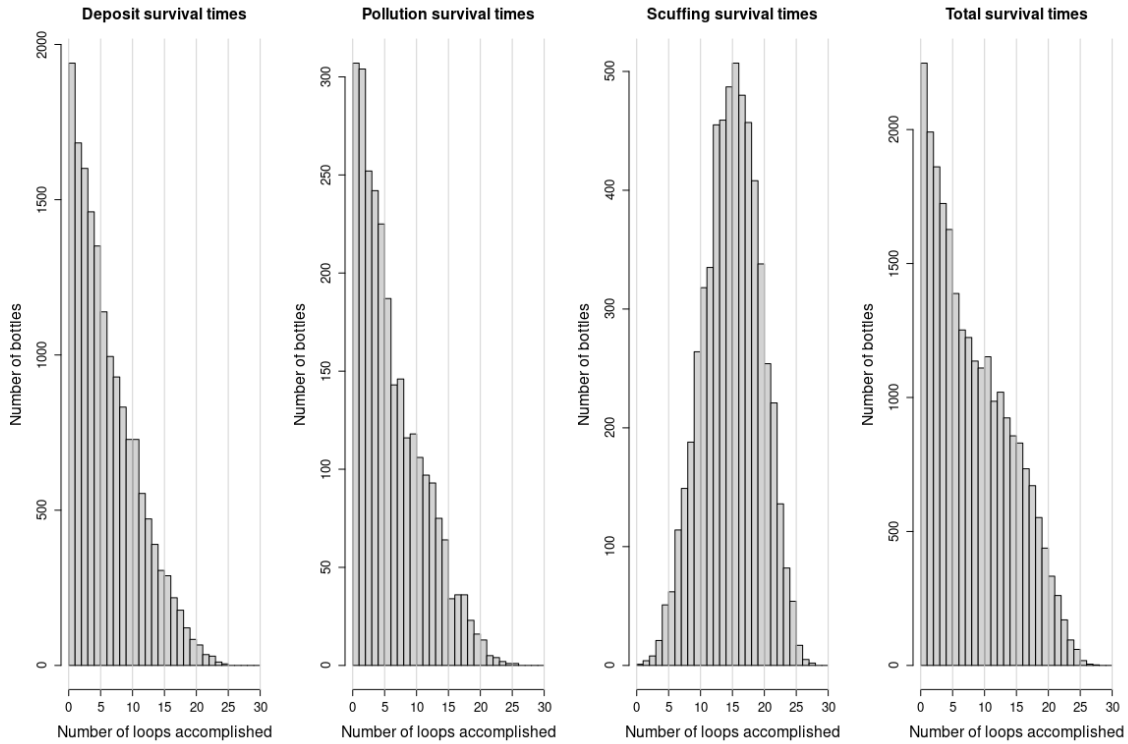 Deposit survival times
Number of bottles
0 500 1000 1500 2000
0 5 10 15 20 25 30
Number of loops accomplished
Pollution survival times
Number of bottles
0 50 100 150 200 250 300
0 5 10 15 20 25 30
Number of loops accomplished
Scuffing survival times
Number of bottles
0 100 200 300 400 500
0 5 10 15 20 25 30
Number of loops accomplished
Total survival times
Number of bottles
0 500 1000 1500 2000
0 5 10 15 20 25 30
Number of loops accomplished